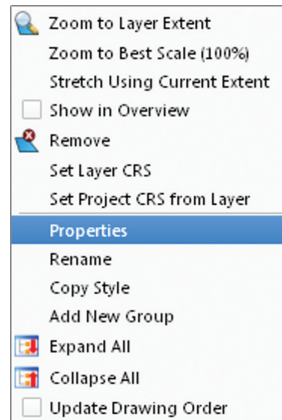 Zoom to Layer Extent
Zoom to Best Scale (100%)
Stretch Using Current Extent
Show in Overview
Remove
Set Layer CRS
Set Project CRS from Layer
Properties
Rename
Copy Style
Add New Group
Expand All
Collapse All
Update Drawing Order